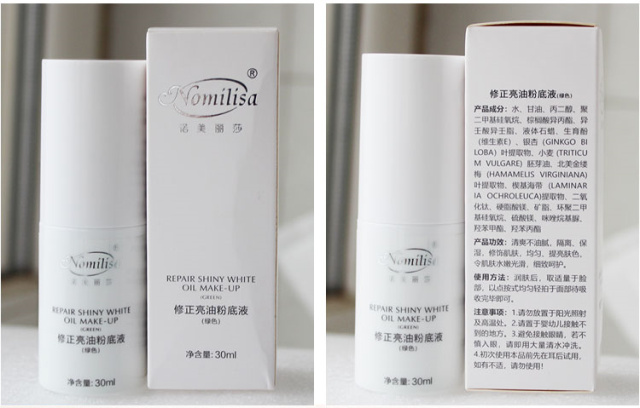 Nomilisa®
诺美丽莎
REPAIR SHINY WHITE
OIL MAKE-UP
(GREEN)
修正亮油粉底液
(绿色)
净含量: 30ml
Nomilisa®
诺美丽莎
REPAIR SHINY WHITE
OIL MAKE-UP
(GREEN)
修正亮油粉底液
(绿色)
净含量: 30ml
Nomilisa®
诺美丽莎
REPAIR SHINY WHITE
OIL MAKE-UP
(GREEN)
修正亮油粉底液
(绿色)
净含量: 30ml
修正亮油粉底液(绿色)
产品成分: 水、甘油、丙二醇、聚
二甲基硅氧烷、棕榈酸异丙酯、异
壬酸异壬酯、液体石蜡、生育酚
(维生素E)、银杏 (GINKGO BI
LOBA) 叶提取物、小麦 (TRITICU
M VULGARE) 胚芽油、北美金缕
梅 (HAMAMELIS VIRGINIANA)
叶提取物、楔基海带 (LAMINAR
IA OCHROLEUCA)提取物、二氧
化钛、硬脂酸镁、矿脂、环聚二甲
基硅氧烷、硫酸镁、咪唑烷基脲、
羟苯甲酯、羟苯丙酯
产品功效: 清爽不油腻、隔离、保
湿、修饰肌肤、均匀、提亮肤色、
令肌肤水嫩光滑, 细致呵护。
使用方法: 润肤后、取适量于脸
部、以点按式均匀轻拍于面部待吸
收完毕即可。
注意事项: 1.请勿放置于阳光照射
及高温处。2.请置于婴幼儿接触不
到的地方。3.避免接触眼睛, 若不
慎入眼, 请即用大量清水冲洗。
4.初次使用本品前先在耳后试用,
如有不适, 请勿使用!